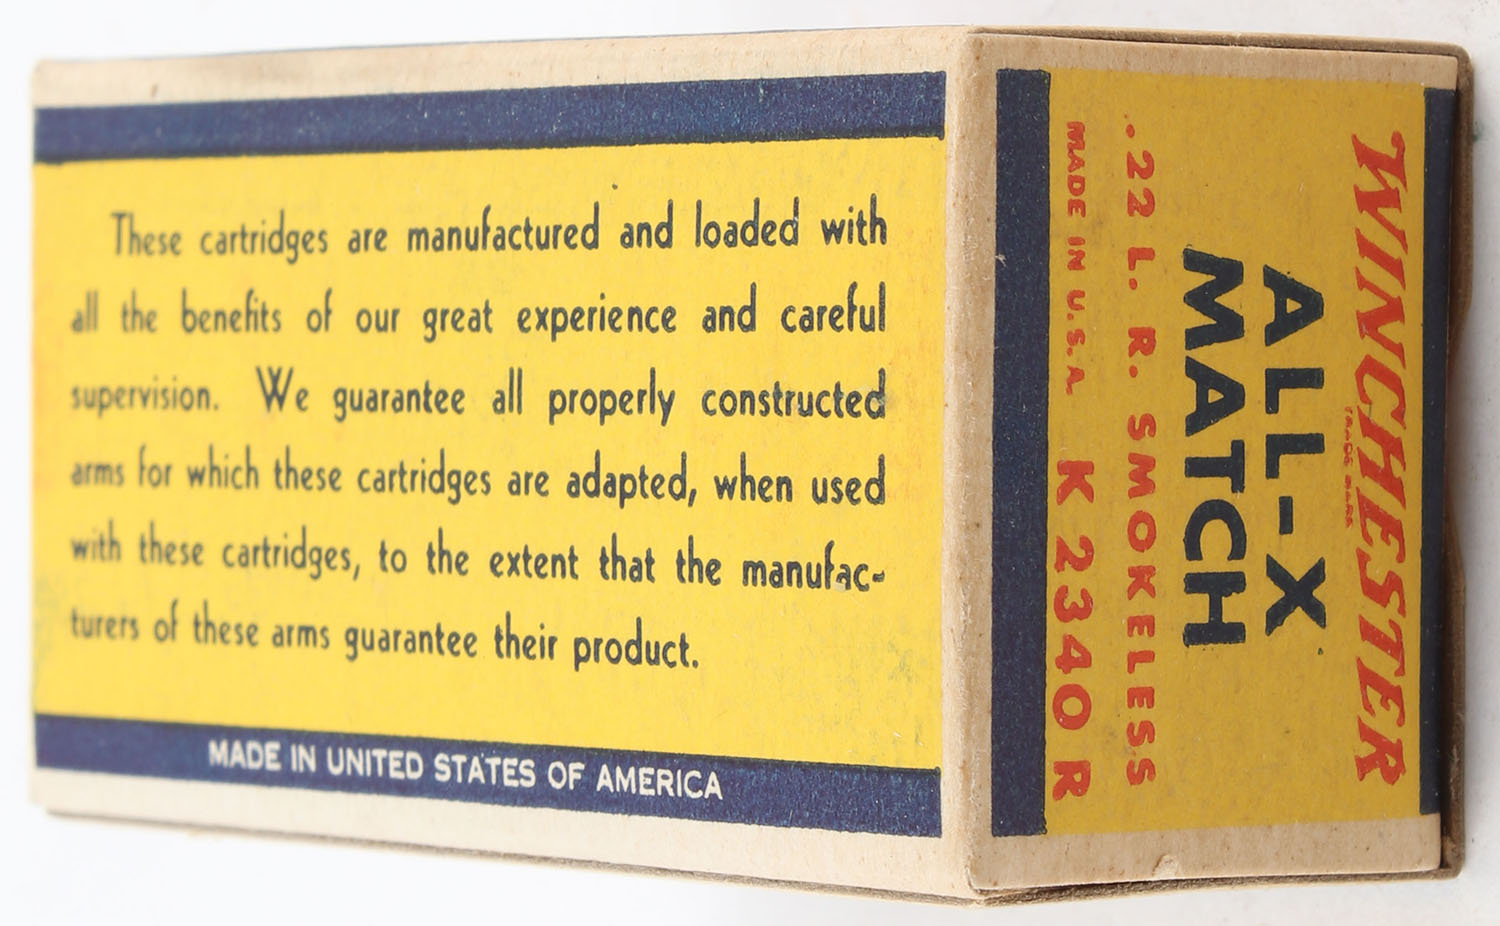 These cartridges are manufactured and loaded with
all the benefits of our great experience and careful
supervision. We guarantee all properly constructed
arms for which these cartridges are adapted, when used
with these cartridges, to the extent that the manufac-
turers of these arms guarantee their product.
MADE IN UNITED STATES OF AMERICA
WINCHESTER
TRADE MARK
ALL-X
MATCH
.22 L. R. SMOKELESS
MADE IN U.S.A. K 2340 R